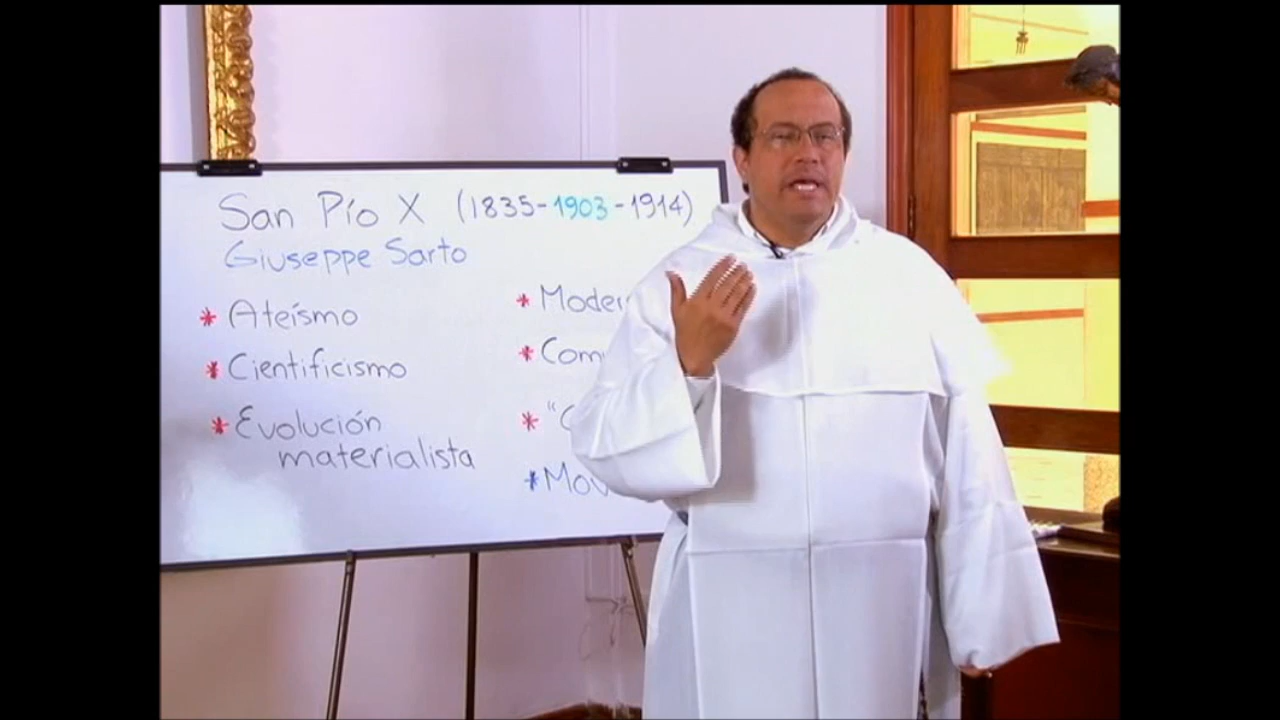 San Pío X (1835-1903-1914)
Giuseppe Sarto
* Ateísmo
* Cientificismo
* Evolución
materialista
*
*
* "
*